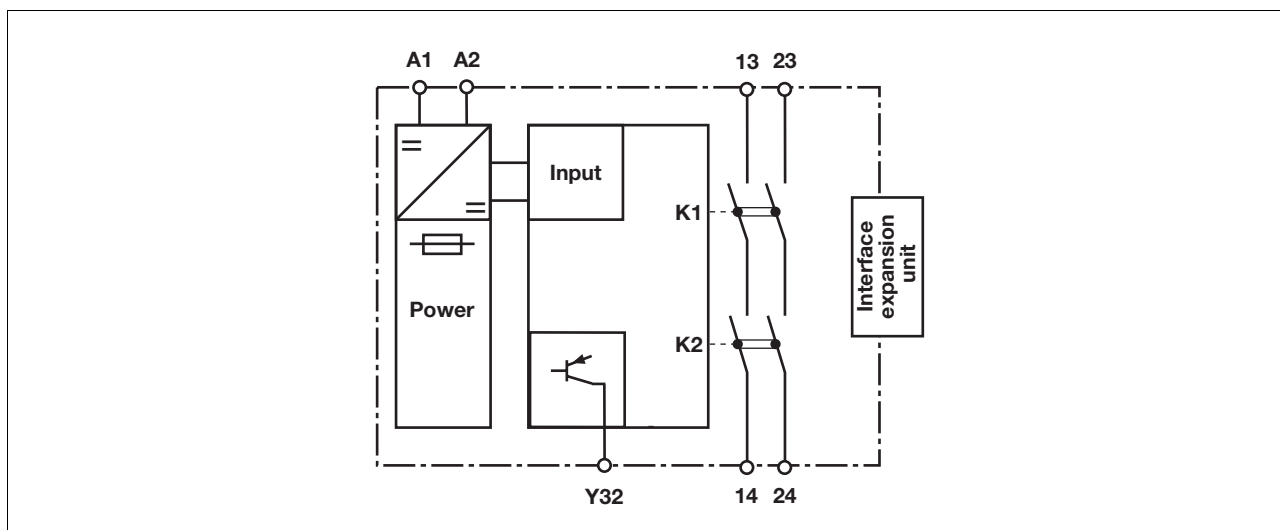 A1 A2 13 23
Input
K1
Interface
expansion
unit
Power
K2
Y32 14 24